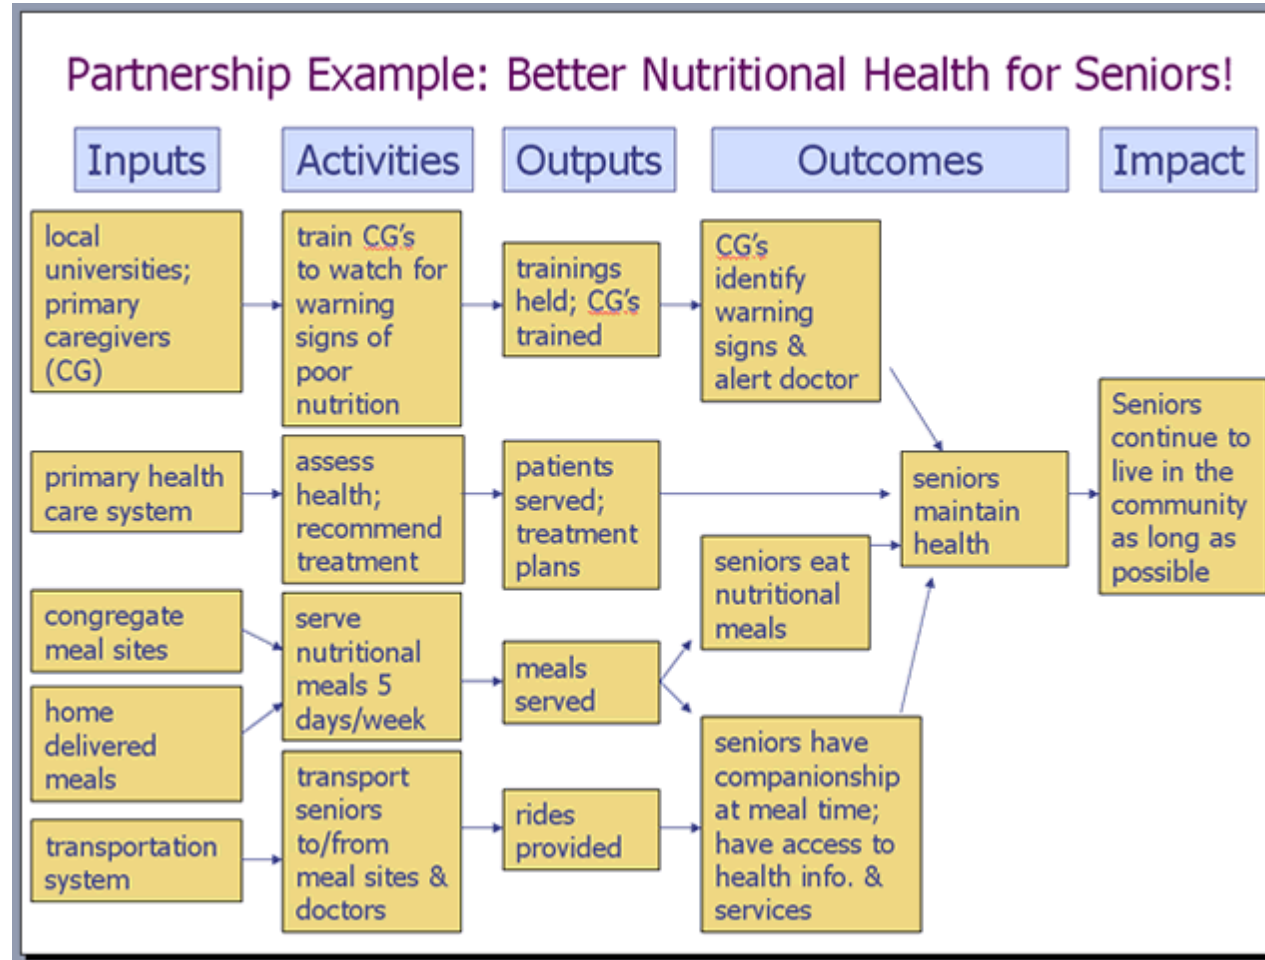 Partnership Example: Better Nutritional Health for Seniors!
Inputs
Activities
Outputs
Outcomes
Impact
local
universities;
primary
caregivers
(CG)
train CG's
to watch for
warning
signs of
poor
nutrition
trainings
held; CG's
trained
CG's
identify
warning
signs &
alert doctor
primary health
care system
assess
health;
recommend
treatment
patients
served;
treatment
plans
seniors
maintain
health
Seniors
continue to
live in the
community
as long as
possible
congregate
meal sites
home
delivered
meals
serve
nutritional
meals 5
days/week
meals
served
seniors eat
nutritional
meals
transportation
system
transport
seniors
to/from
meal sites &
doctors
rides
provided
seniors have
companionship
at meal time;
have access to
health info. &
services